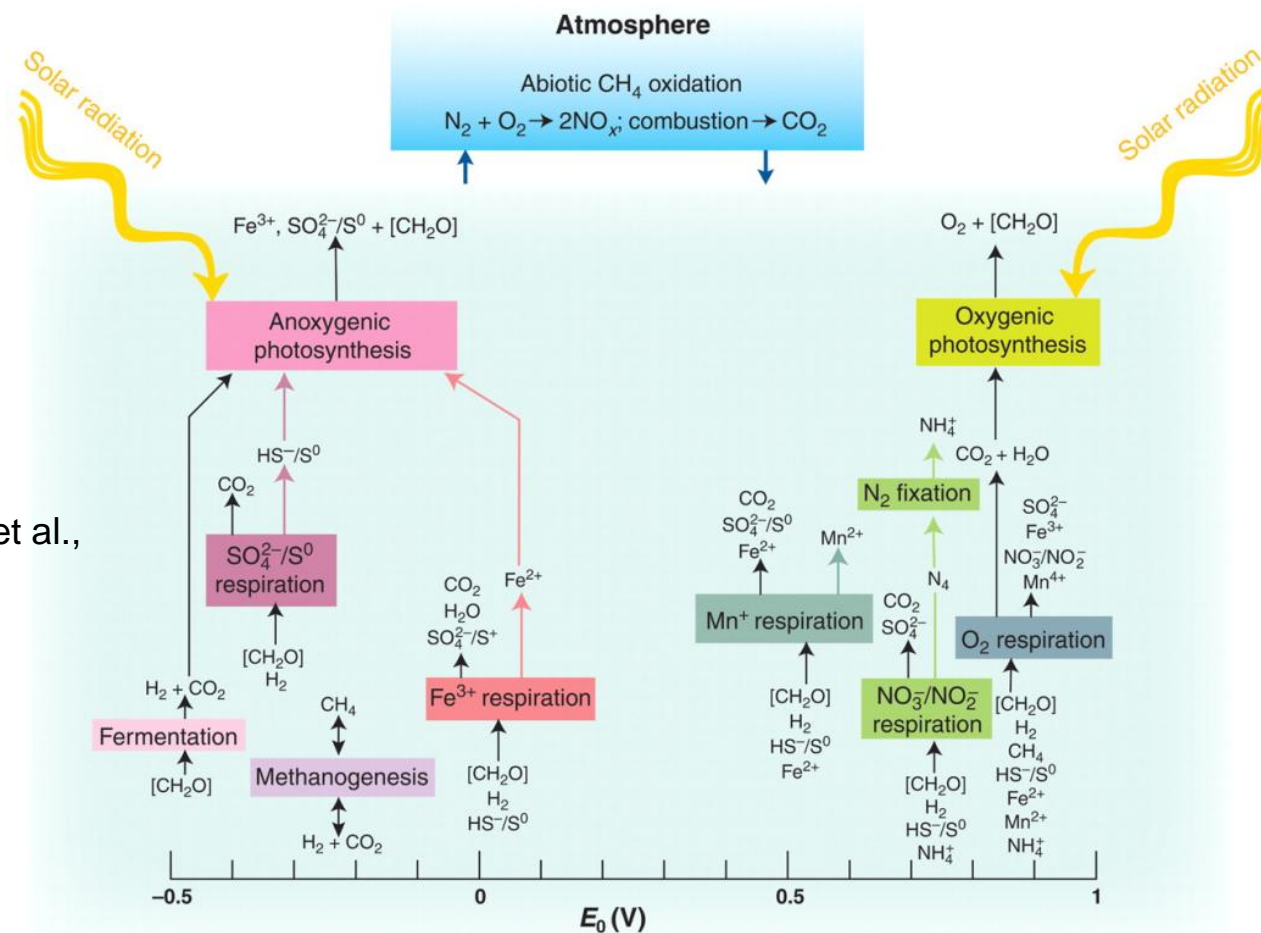 Atmosphere
Abiotic CH₄ oxidation
N₂ + O₂ → 2NOₓ; combustion → CO₂
Solar radiation
Solar radiation
Fe³⁺, SO₄²⁻/S⁰ + [CH₂O]
O₂ + [CH₂O]
Anoxygenic
photosynthesis
Oxygenic
photosynthesis
HS⁻/S⁰
CO₂
SO₄²⁻/S⁰
respiration
[CH₂O]
H₂
et al.,
H₂ + CO₂
Fermentation
[CH₂O]
CH₄
Methanogenesis
H₂ + CO₂
CO₂
H₂O
SO₄²⁻/S⁺
Fe²⁺
Fe³⁺ respiration
[CH₂O]
H₂
HS⁻/S⁰
CO₂
SO₄²⁻/S⁰
Fe²⁺
Mn²⁺
Mn⁺ respiration
[CH₂O]
H₂
HS⁻/S⁰
Fe²⁺
NH₄⁺
N₂ fixation
N₄
CO₂
SO₄²⁻
NO₃⁻/NO₂⁻
respiration
[CH₂O]
H₂
HS⁻/S⁰
NH₄⁺
CO₂ + H₂O
SO₄²⁻
Fe³⁺
NO₃⁻/NO₂⁻
Mn⁴⁺
O₂ respiration
[CH₂O]
H₂
CH₄
HS⁻/S⁰
Fe²⁺
Mn²⁺
NH₄⁺
−0.5 0 0.5 1
E₀ (V)